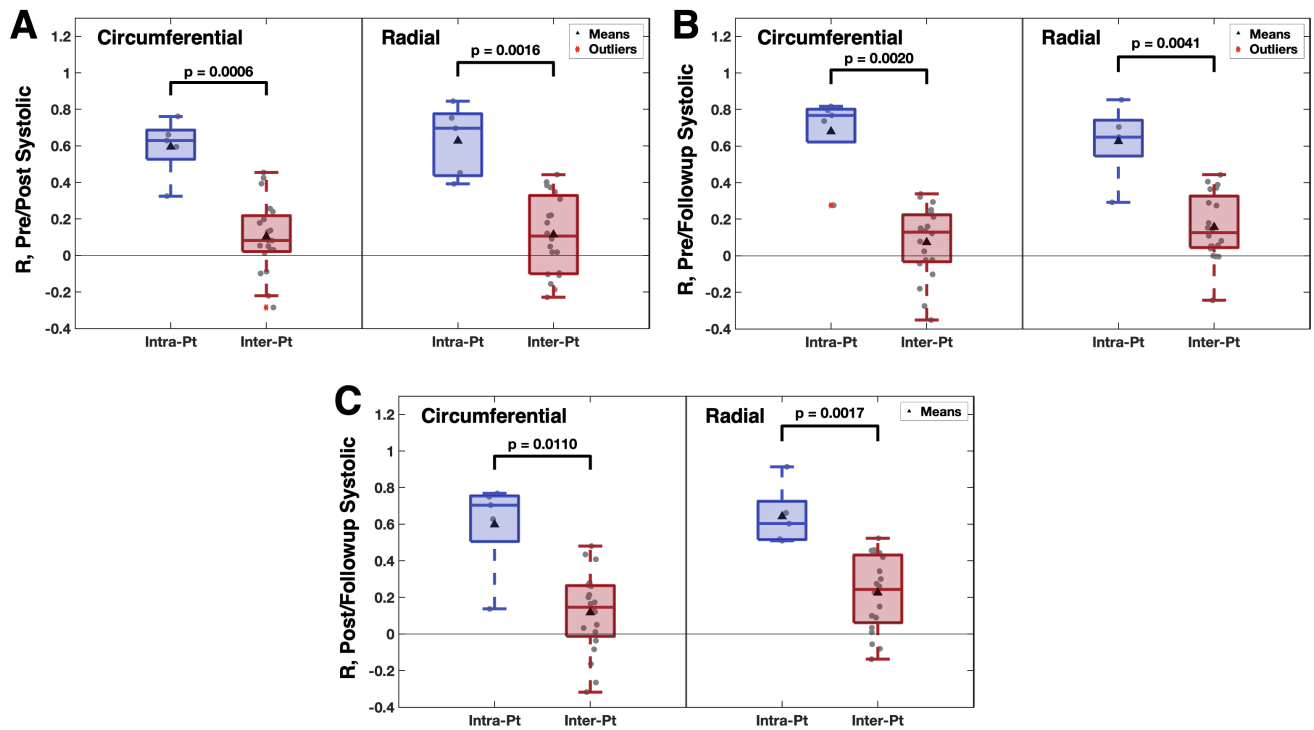 A
R, Pre/Post Systolic
1.2
1
0.8
0.6
0.4
0.2
0
-0.2
-0.4
Circumferential
p = 0.0006
Radial
p = 0.0016
Means
Outliers
Intra-Pt
Inter-Pt
Intra-Pt
Inter-Pt
B
R, Pre/Followup Systolic
1.2
1
0.8
0.6
0.4
0.2
0
-0.2
-0.4
Circumferential
p = 0.0020
Radial
p = 0.0041
Means
Outliers
Intra-Pt
Inter-Pt
Intra-Pt
Inter-Pt
C
R, Post/Followup Systolic
1.2
1
0.8
0.6
0.4
0.2
0
-0.2
-0.4
Circumferential
p = 0.0110
Radial
p = 0.0017
Means
Intra-Pt
Inter-Pt
Intra-Pt
Inter-Pt